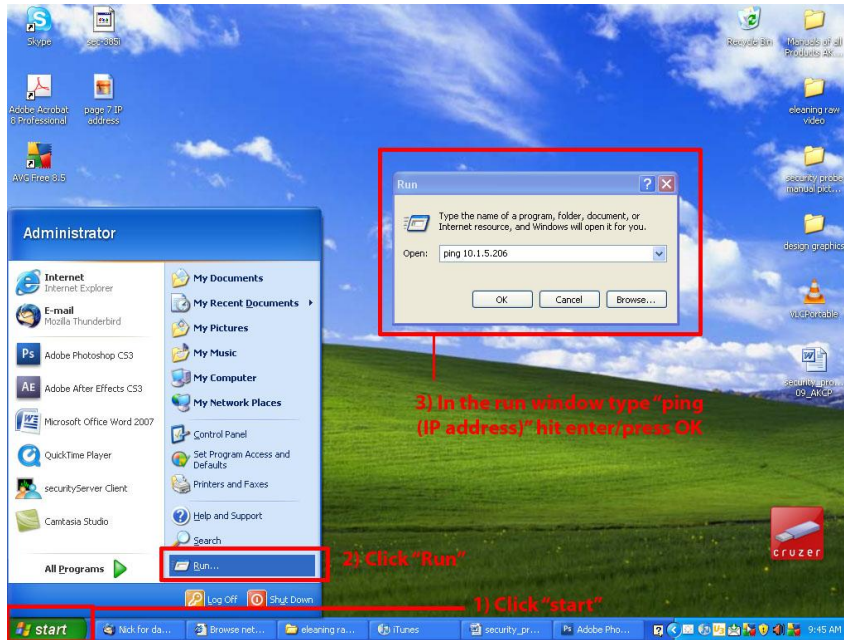 Skype
Adobe Acrobat
8 Professional
page 7 IP
address
AVG Free 8.5
Recycle Bin
Manuals of all
Products AK...
eleaning raw
video
security probe
manual pict...
design graphics
VLCPortable
security_pro...
09_AKCP
Administrator
Internet
Internet Explorer
E-mail
Mozilla Thunderbird
Adobe Photoshop CS3
Adobe After Effects CS3
Microsoft Office Word 2007
QuickTime Player
securityServer Client
Camtasia Studio
All Programs
My Documents
My Recent Documents
My Pictures
My Music
My Computer
My Network Places
Control Panel
Set Program Access and
Defaults
Printers and Faxes
Help and Support
Search
Run...
Log Off
Shut Down
Run
Type the name of a program, folder, document, or
Internet resource, and Windows will open it for you.
Open:
ping 10.1.5.206
OK
Cancel
Browse...
3) In the run window type "ping
(IP address)" hit enter/press OK
2) Click "Run"
1) Click "start"
cruzer
start
Nick for da...
Browse net...
eleaning ra...
iTunes
security_pr...
Ps
Adobe Pho...
9:45 AM